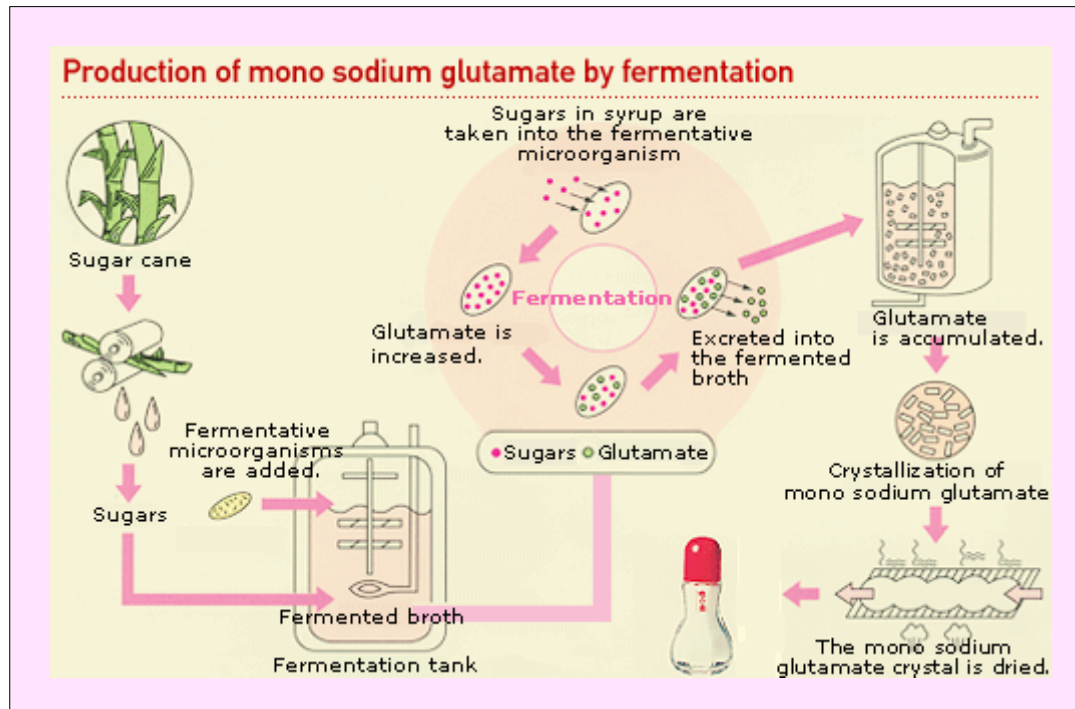 Production of mono sodium glutamate by fermentation
Sugar cane
Sugars
Fermentative
microorganisms
are added.
Fermented broth
Fermentation tank
Sugars in syrup are
taken into the fermentative
microorganism
Fermentation
Glutamate is
increased.
Excreted into
the fermented
broth
Sugars Glutamate
Glutamate
is accumulated.
Crystallization of
mono sodium glutamate
The mono sodium
glutamate crystal is dried.